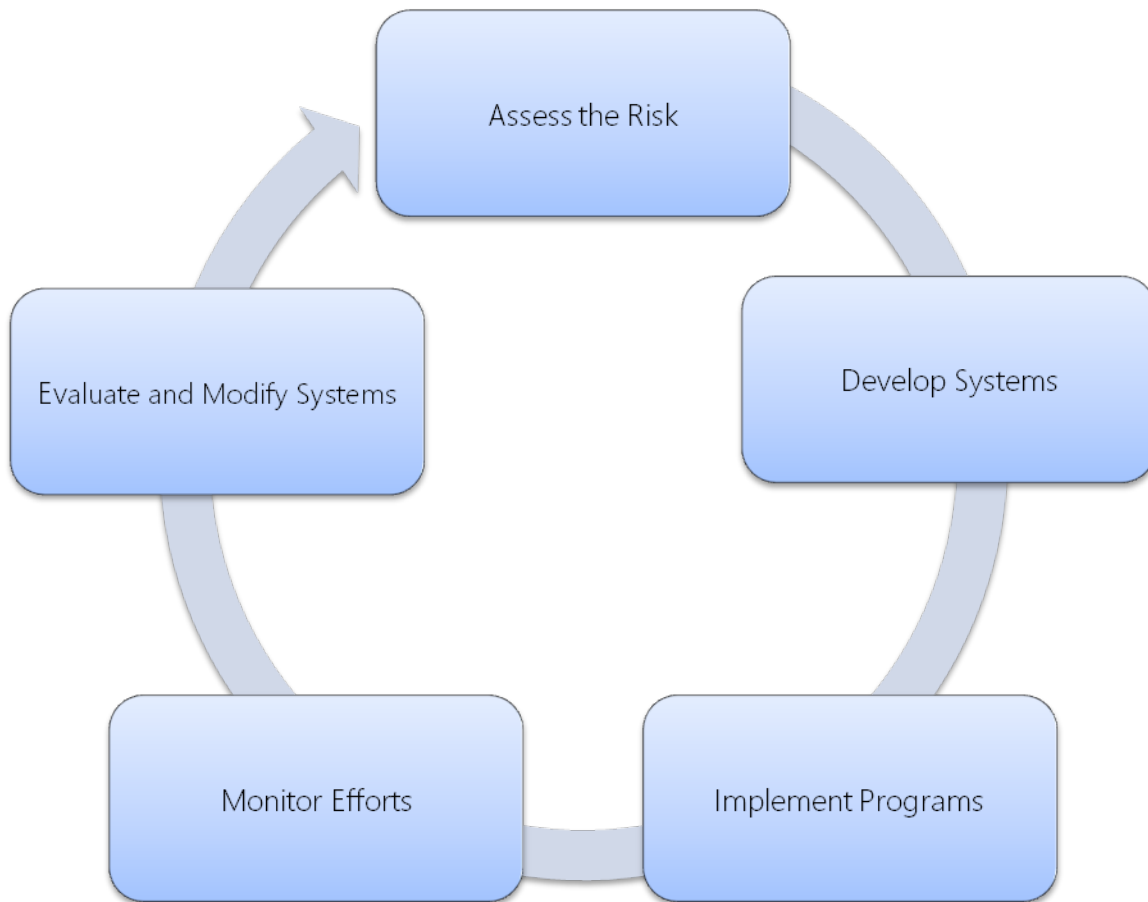 Assess the Risk
Develop Systems
Implement Programs
Monitor Efforts
Evaluate and Modify Systems